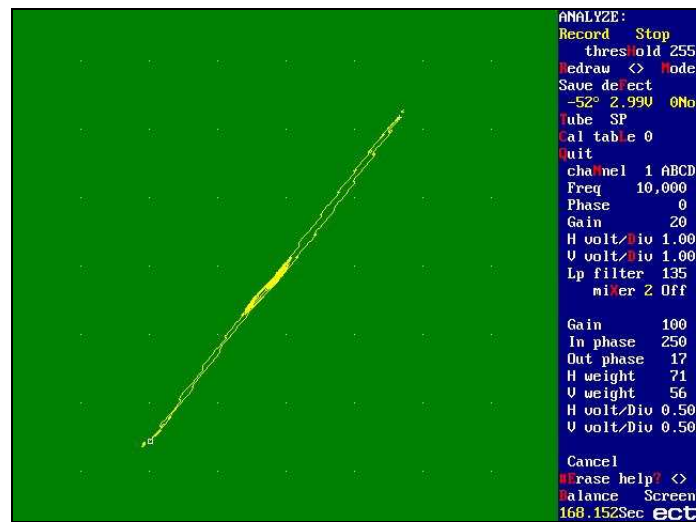 ANALYZE:
Record Stop
thresHold 255
Redraw <> Mode
Save deFect
-52° 2.99V 0No
Tube SP
Cal tabLe 0
Quit
chaNnel 1 ABCD
Freq 10,000
Phase 0
Gain 20
H volt/Div 1.00
V volt/Div 1.00
Lp filter 135
miXer 2 Off
Gain 100
In phase 250
Out phase 17
H weight 71
V weight 56
H volt/Div 0.50
V volt/Div 0.50
Cancel
#Erase help? <>
Balance Screen
168.152Sec ect